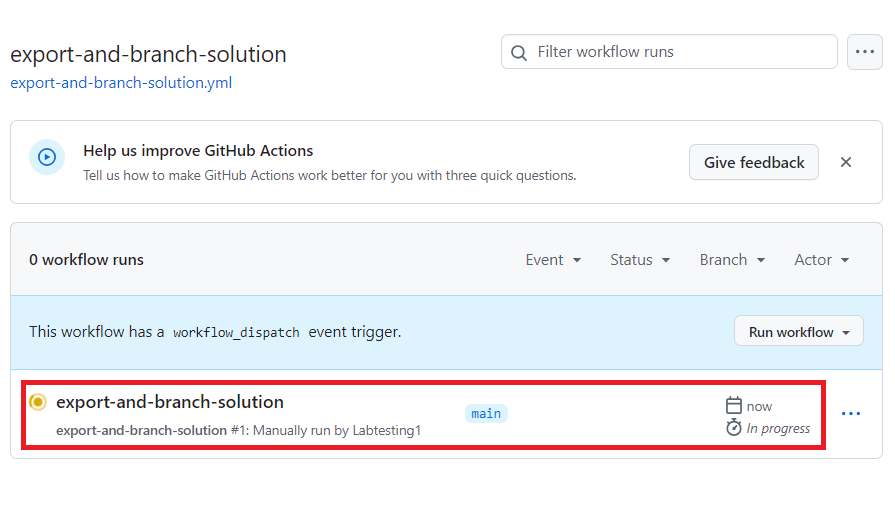 export-and-branch-solution
Filter workflow runs
export-and-branch-solution.yml
Help us improve GitHub Actions
Tell us how to make GitHub Actions work better for you with three quick questions.
Give feedback
0 workflow runs
Event
Status
Branch
Actor
This workflow has a workflow_dispatch event trigger.
Run workflow
export-and-branch-solution
export-and-branch-solution #1: Manually run by Labtesting1
main
now
In progress